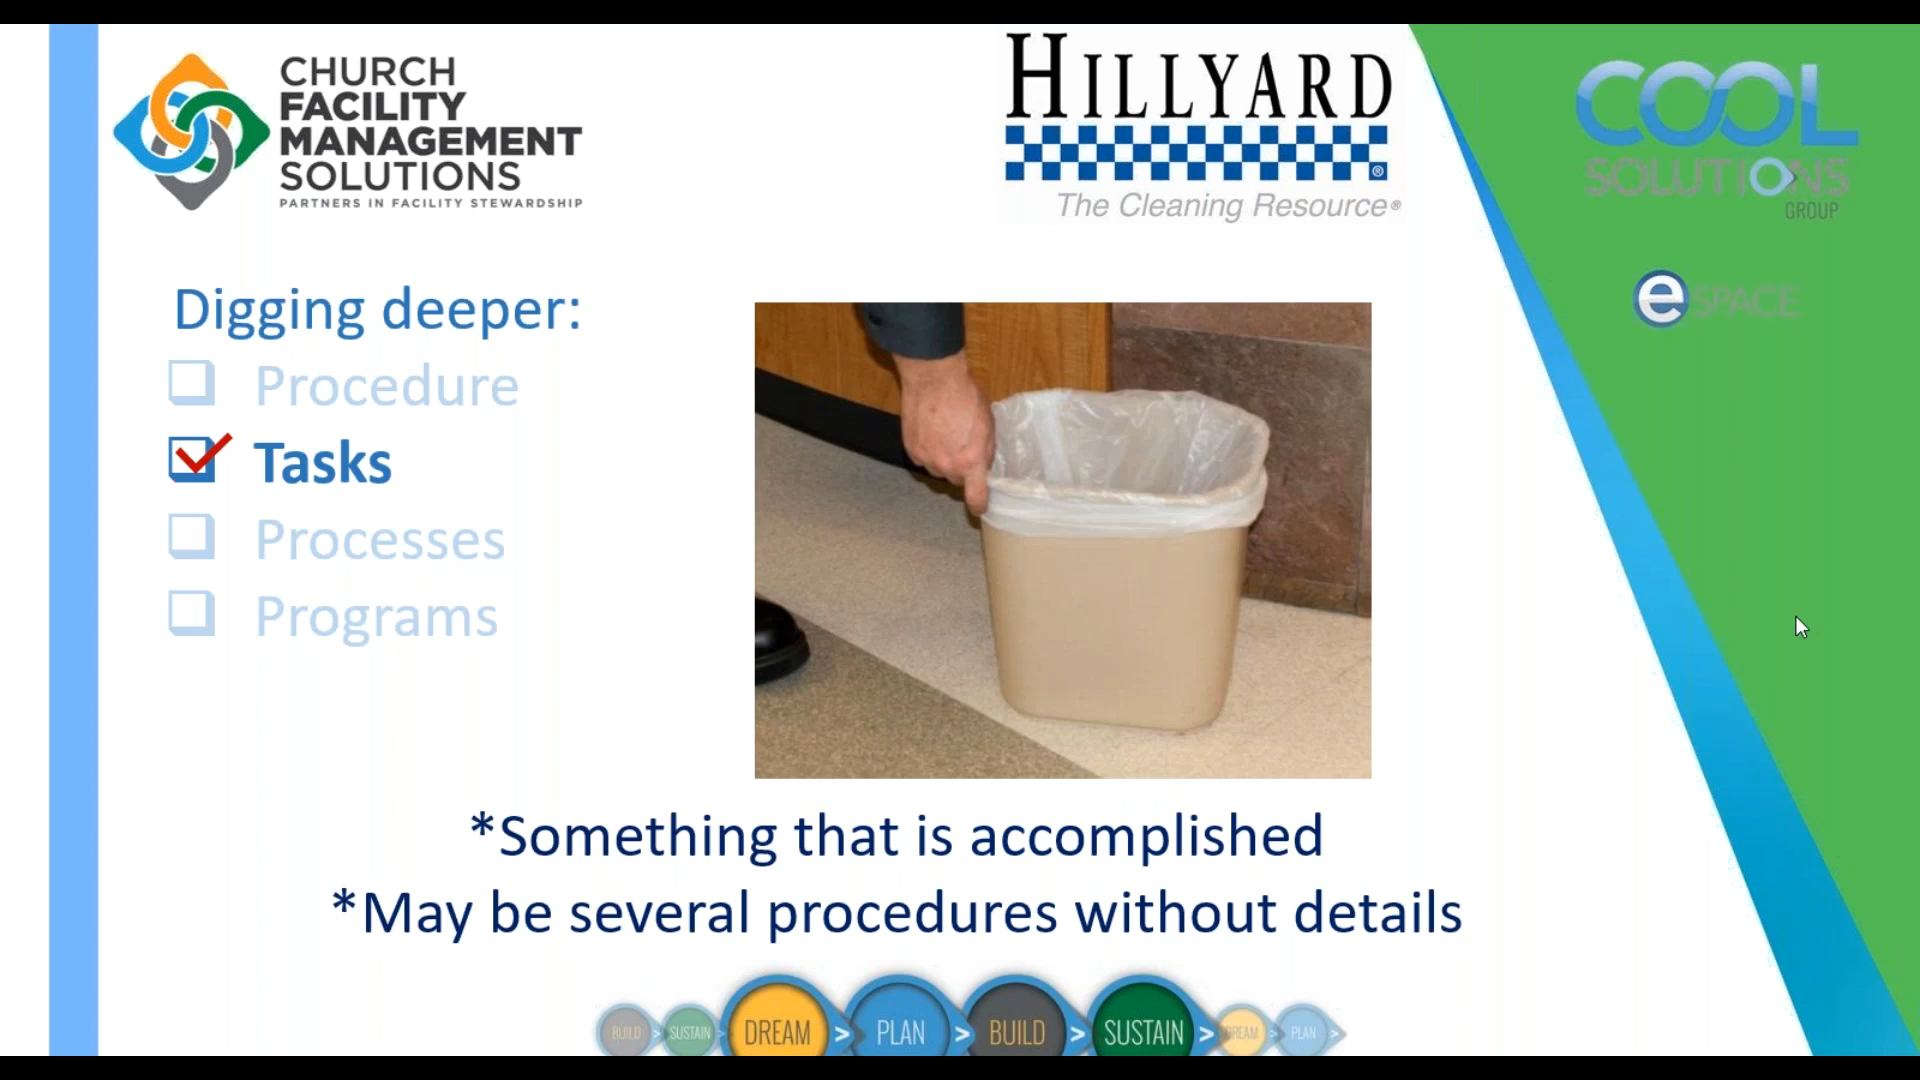 CHURCH
FACILITY
MANAGEMENT
SOLUTIONS
PARTNERS IN FACILITY STEWARDSHIP
HILLYARD
®
The Cleaning Resource®
COOL
SOLUTIONS
GROUP
eSPACE
Digging deeper:
Procedure
Tasks
Processes
Programs
*Something that is accomplished
*May be several procedures without details
BUILD > SUSTAIN > DREAM > PLAN > BUILD > SUSTAIN > DREAM > PLAN >